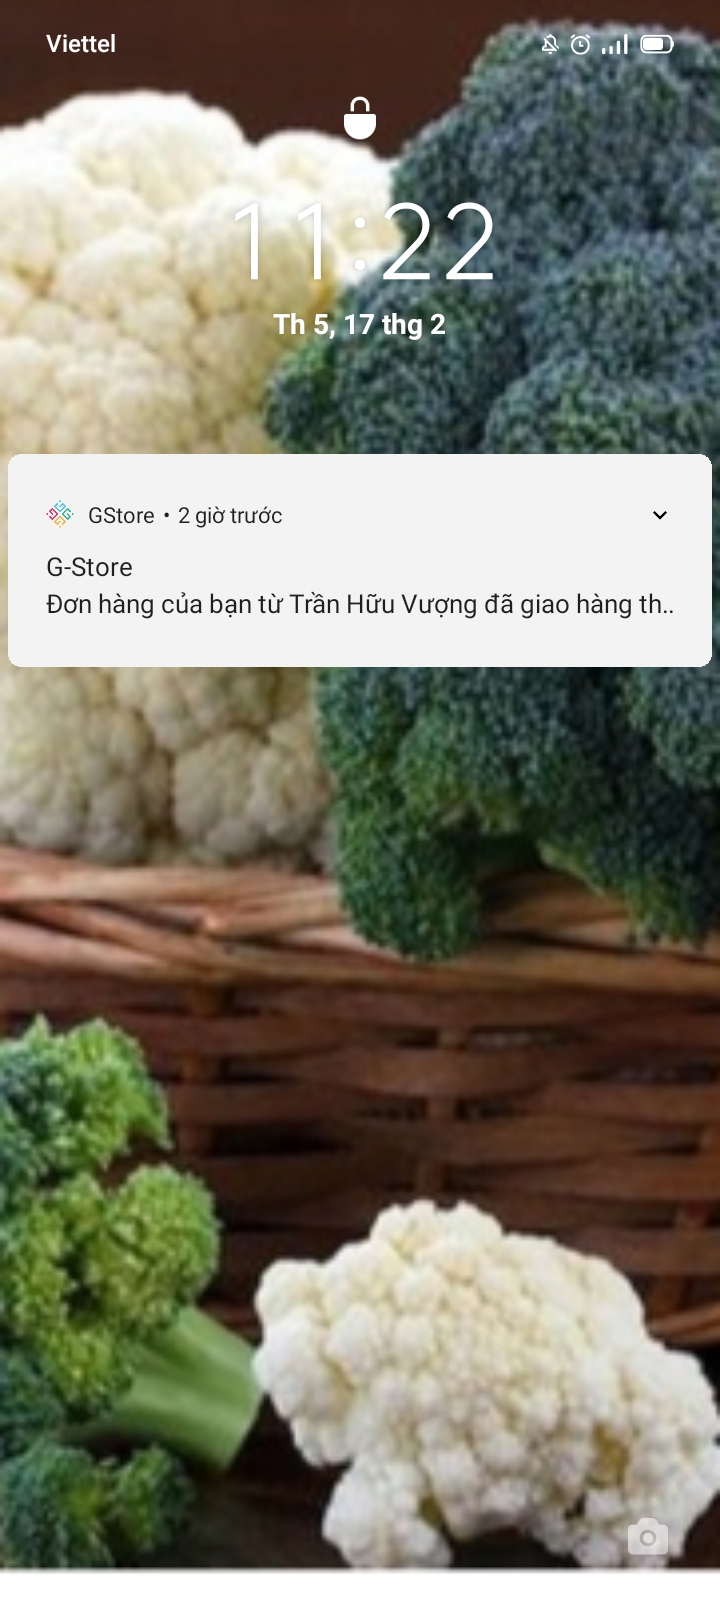 Viettel
11:22
Th 5, 17 thg 2
GStore • 2 giờ trước
G-Store
Đơn hàng của bạn từ Trần Hữu Vượng đã giao hàng th..